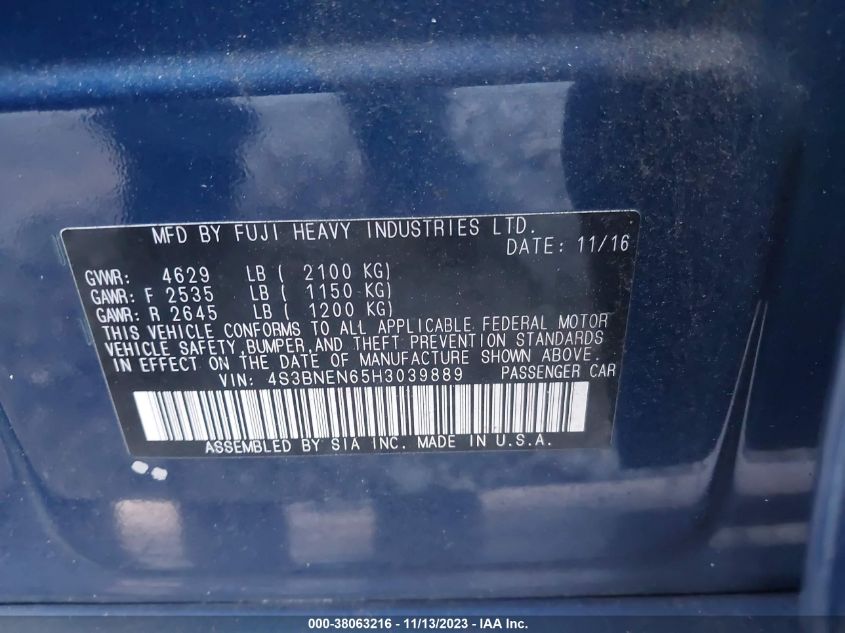 MFD BY FUJI HEAVY INDUSTRIES LTD.
DATE: 11/16
GVWR: 4629 LB ( 2100 KG)
GAWR: F 2535 LB ( 1150 KG)
GAWR: R 2645 LB ( 1200 KG)
THIS VEHICLE CONFORMS TO ALL APPLICABLE FEDERAL MOTOR
VEHICLE SAFETY, BUMPER, AND THEFT PREVENTION STANDARDS
IN EFFECT ON THE DATE OF MANUFACTURE SHOWN ABOVE.
VIN: 4S3BNEN65H3039889 PASSENGER CAR
ASSEMBLED BY SIA INC. MADE IN U.S.A.
000-38063216 - 11/13/2023 - IAA Inc.